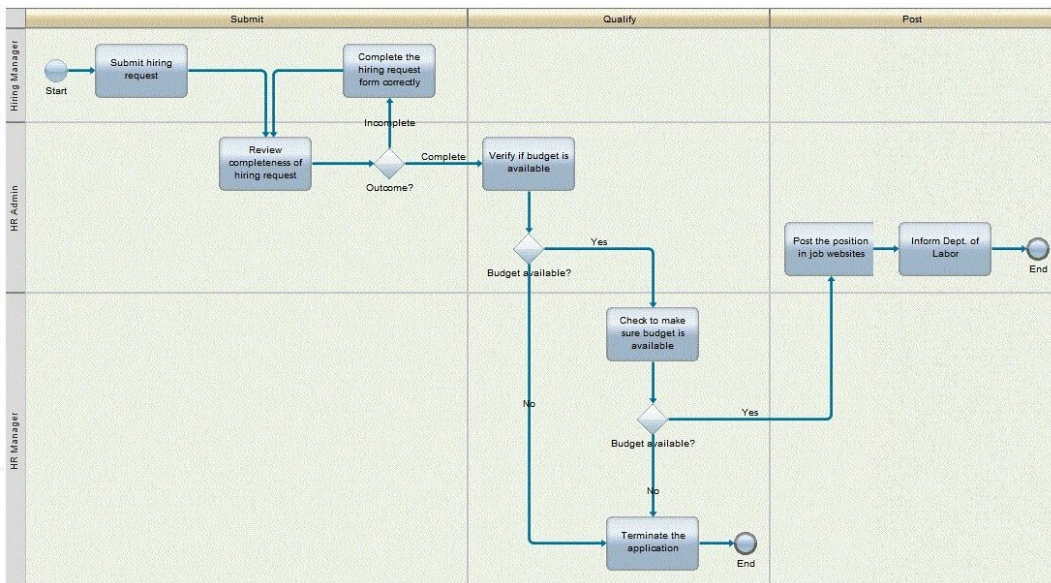 Submit
Qualify
Post
Hiring Manager
Start
Submit hiring
request
Complete the
hiring request
form correctly
Incomplete
HR Admin
Review
completeness of
hiring request
Outcome?
Complete
Verify if budget is
available
Budget available?
Yes
Post the position
in job websites
Inform Dept. of
Labor
End
HR Manager
Check to make
sure budget is
available
No
Budget available?
Yes
No
Terminate the
application
End